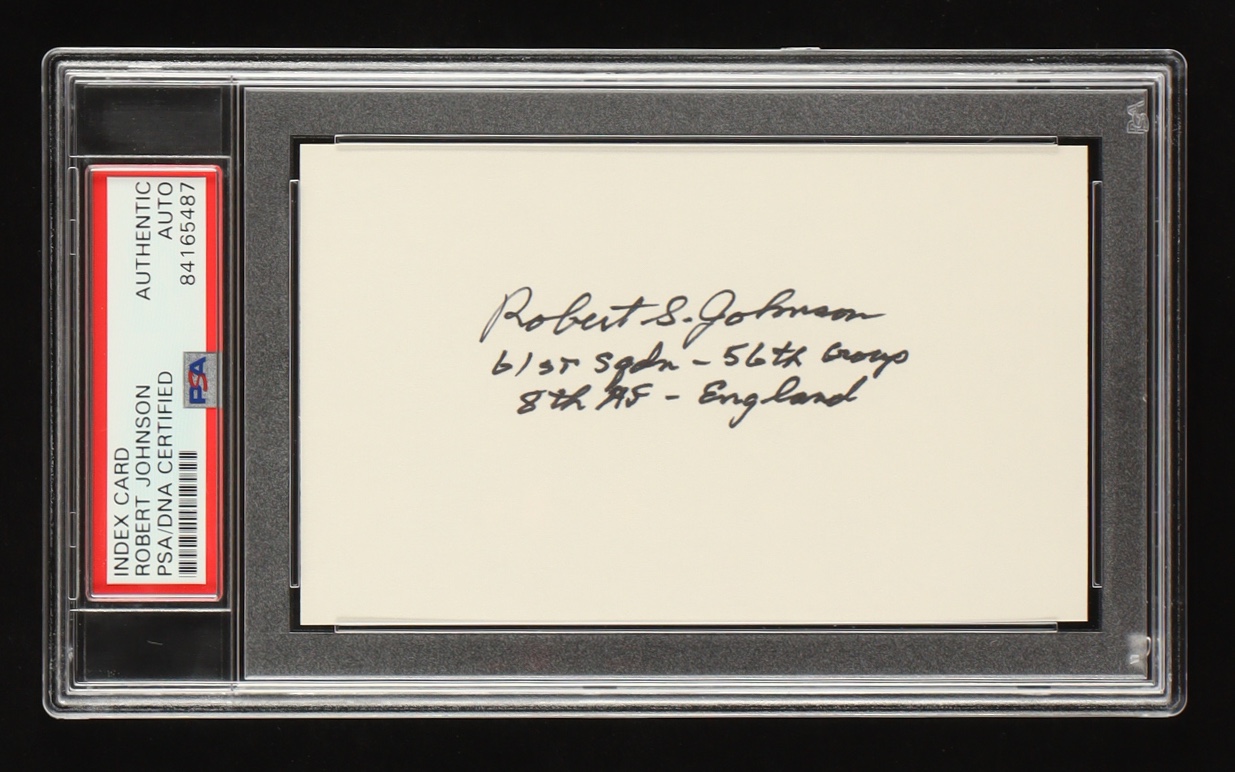 INDEX CARD
ROBERT JOHNSON
PSA/DNA CERTIFIED
AUTHENTIC
AUTO
84165487
PSA
Robert S. Johnson
61st Sqdn - 56th Group
8th AF - England